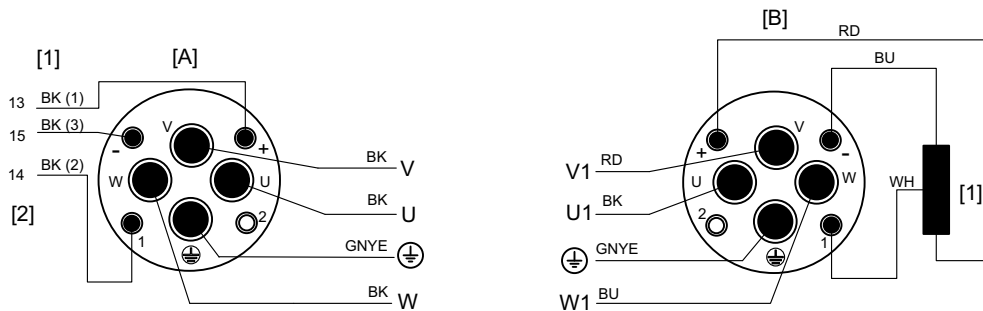 [1] [A]
13 BK (1)
15 BK (3)
14 BK (2)
[2]
V
+
-
W
U
2
1
BK V
BK U
GNYE
BK W
[B]
RD
BU
V
+
-
U
W
2
1
V1 RD
U1 BK
GNYE
W1 BU
WH
[1]